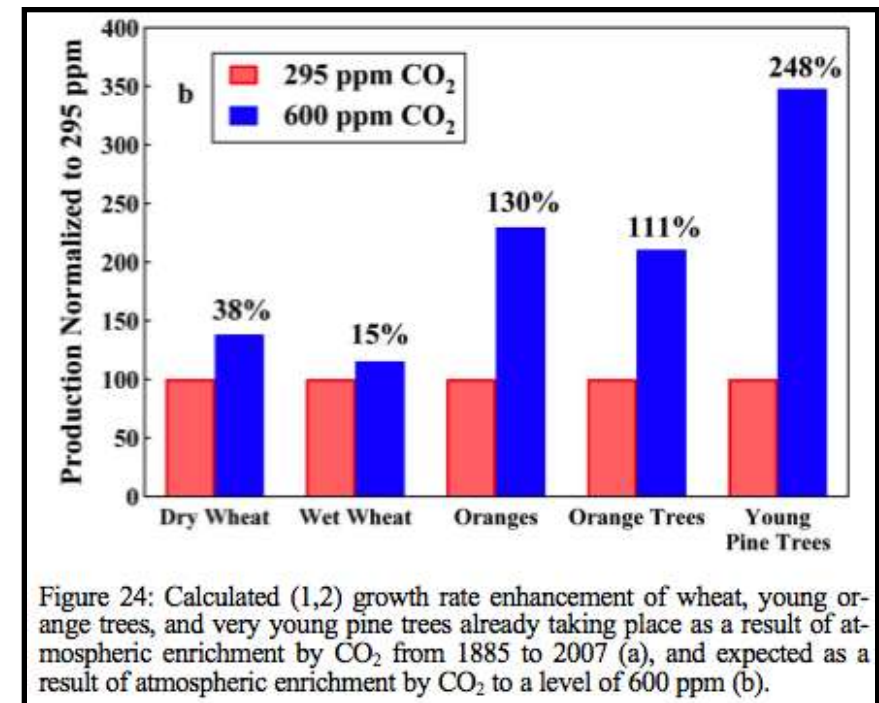 400
350
300
250
200
150
100
50
0
Production Normalized to 295 ppm
b
295 ppm CO₂
600 ppm CO₂
38%
15%
130%
111%
248%
Dry Wheat
Wet Wheat
Oranges
Orange Trees
Young
Pine Trees
Figure 24: Calculated (1,2) growth rate enhancement of wheat, young or-
ange trees, and very young pine trees already taking place as a result of at-
mospheric enrichment by CO₂ from 1885 to 2007 (a), and expected as a
result of atmospheric enrichment by CO₂ to a level of 600 ppm (b).